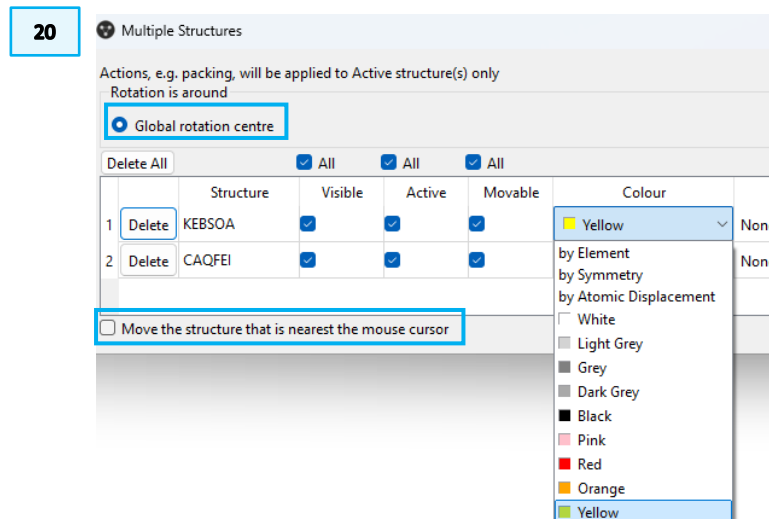 20
Multiple Structures
Actions, e.g. packing, will be applied to Active structure(s) only
Rotation is around
Global rotation centre
Delete All All All All
Structure Visible Active Movable Colour
1 Delete KEBSOA Yellow Non
2 Delete CAQFEI Non
by Element
by Symmetry
by Atomic Displacement
Move the structure that is nearest the mouse cursor
White
Light Grey
Grey
Dark Grey
Black
Pink
Red
Orange
Yellow